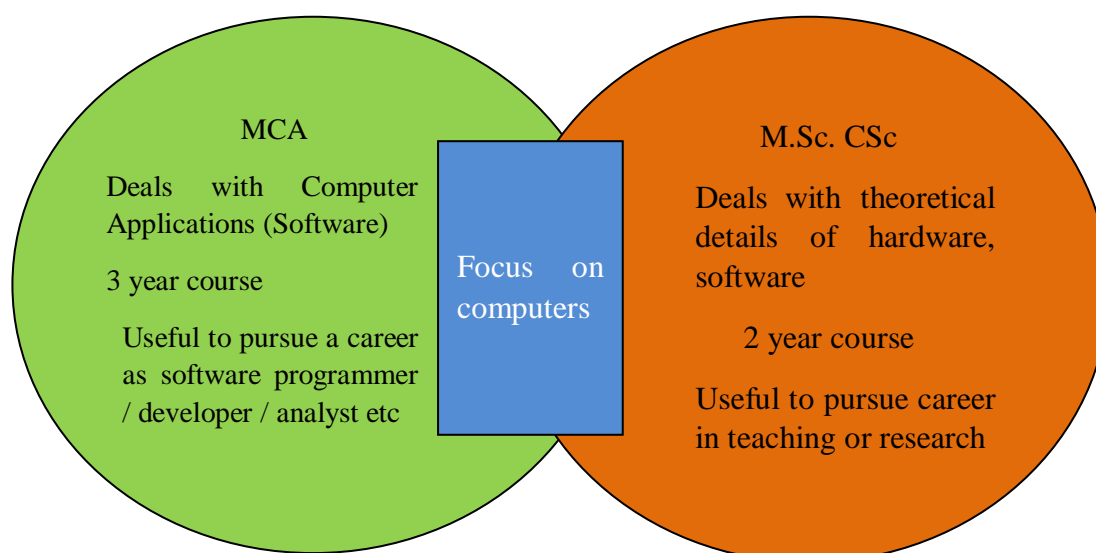 MCA
Deals with Computer
Applications (Software)
3 year course
Useful to pursue a career
as software programmer
/ developer / analyst etc
Focus on
computers
M.Sc. CSc
Deals with theoretical
details of hardware,
software
2 year course
Useful to pursue career
in teaching or research